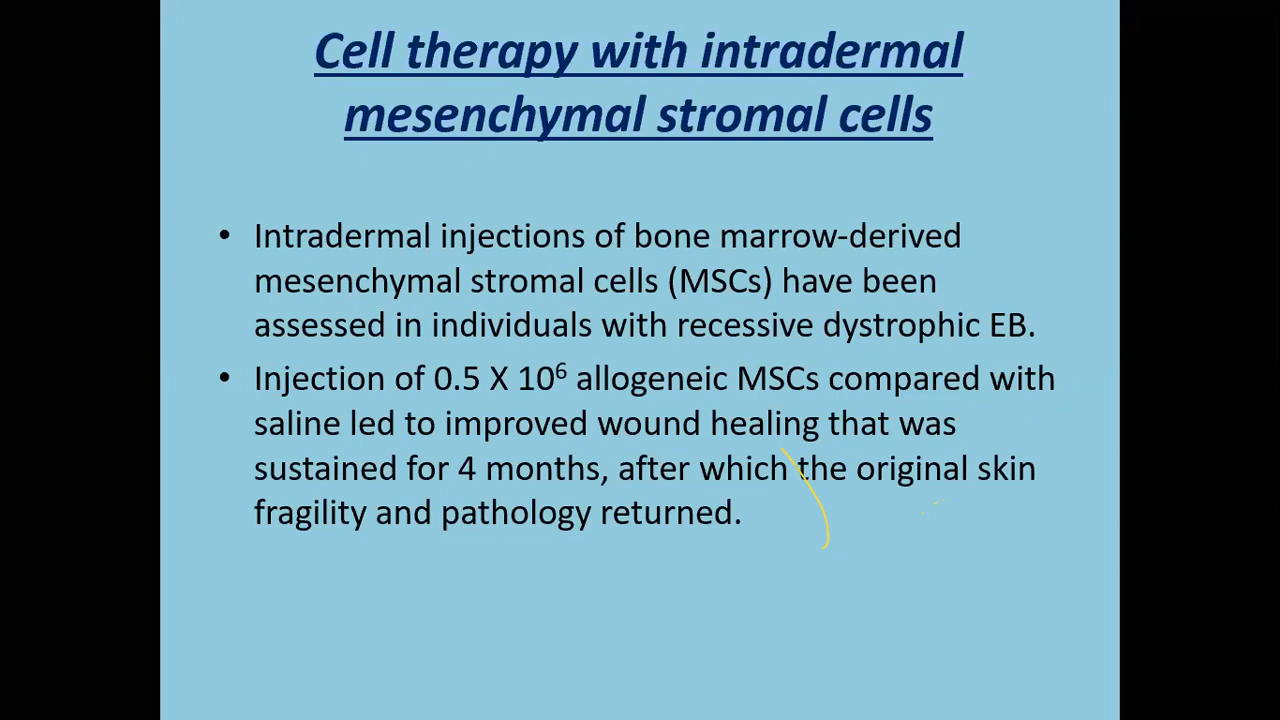 Cell therapy with intradermal
mesenchymal stromal cells
• Intradermal injections of bone marrow-derived
mesenchymal stromal cells (MSCs) have been
assessed in individuals with recessive dystrophic EB.
• Injection of 0.5 X 10⁶ allogeneic MSCs compared with
saline led to improved wound healing that was
sustained for 4 months, after which the original skin
fragility and pathology returned.